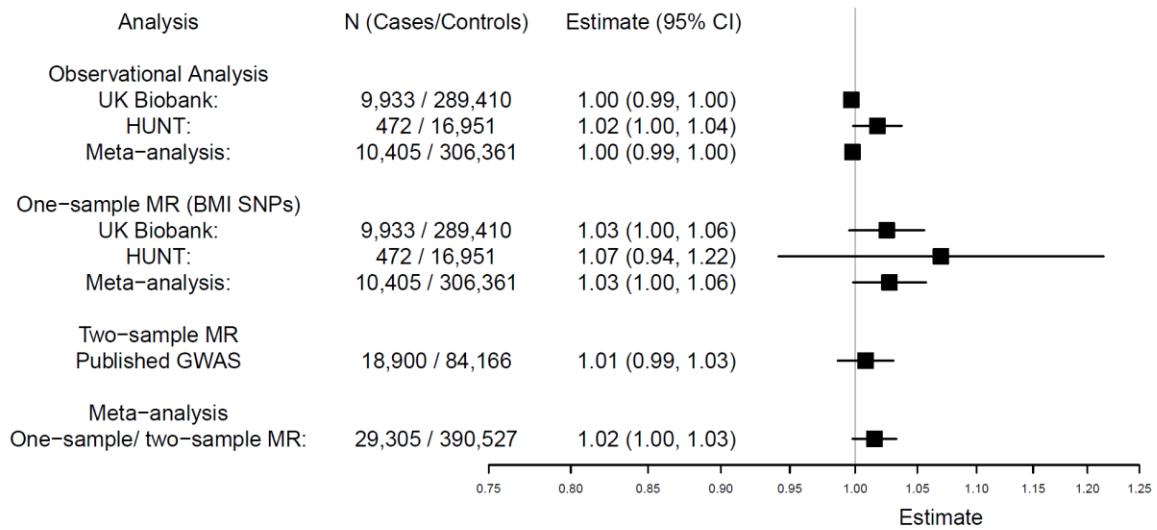 Analysis N (Cases/Controls) Estimate (95% CI)
Observational Analysis
UK Biobank: 9,933 / 289,410 1.00 (0.99, 1.00)
HUNT: 472 / 16,951 1.02 (1.00, 1.04)
Meta−analysis: 10,405 / 306,361 1.00 (0.99, 1.00)
One−sample MR (BMI SNPs)
UK Biobank: 9,933 / 289,410 1.03 (1.00, 1.06)
HUNT: 472 / 16,951 1.07 (0.94, 1.22)
Meta−analysis: 10,405 / 306,361 1.03 (1.00, 1.06)
Two−sample MR
Published GWAS 18,900 / 84,166 1.01 (0.99, 1.03)
Meta−analysis
One−sample/ two−sample MR: 29,305 / 390,527 1.02 (1.00, 1.03)
0.75 0.80 0.85 0.90 0.95 1.00 1.05 1.10 1.15 1.20 1.25
Estimate